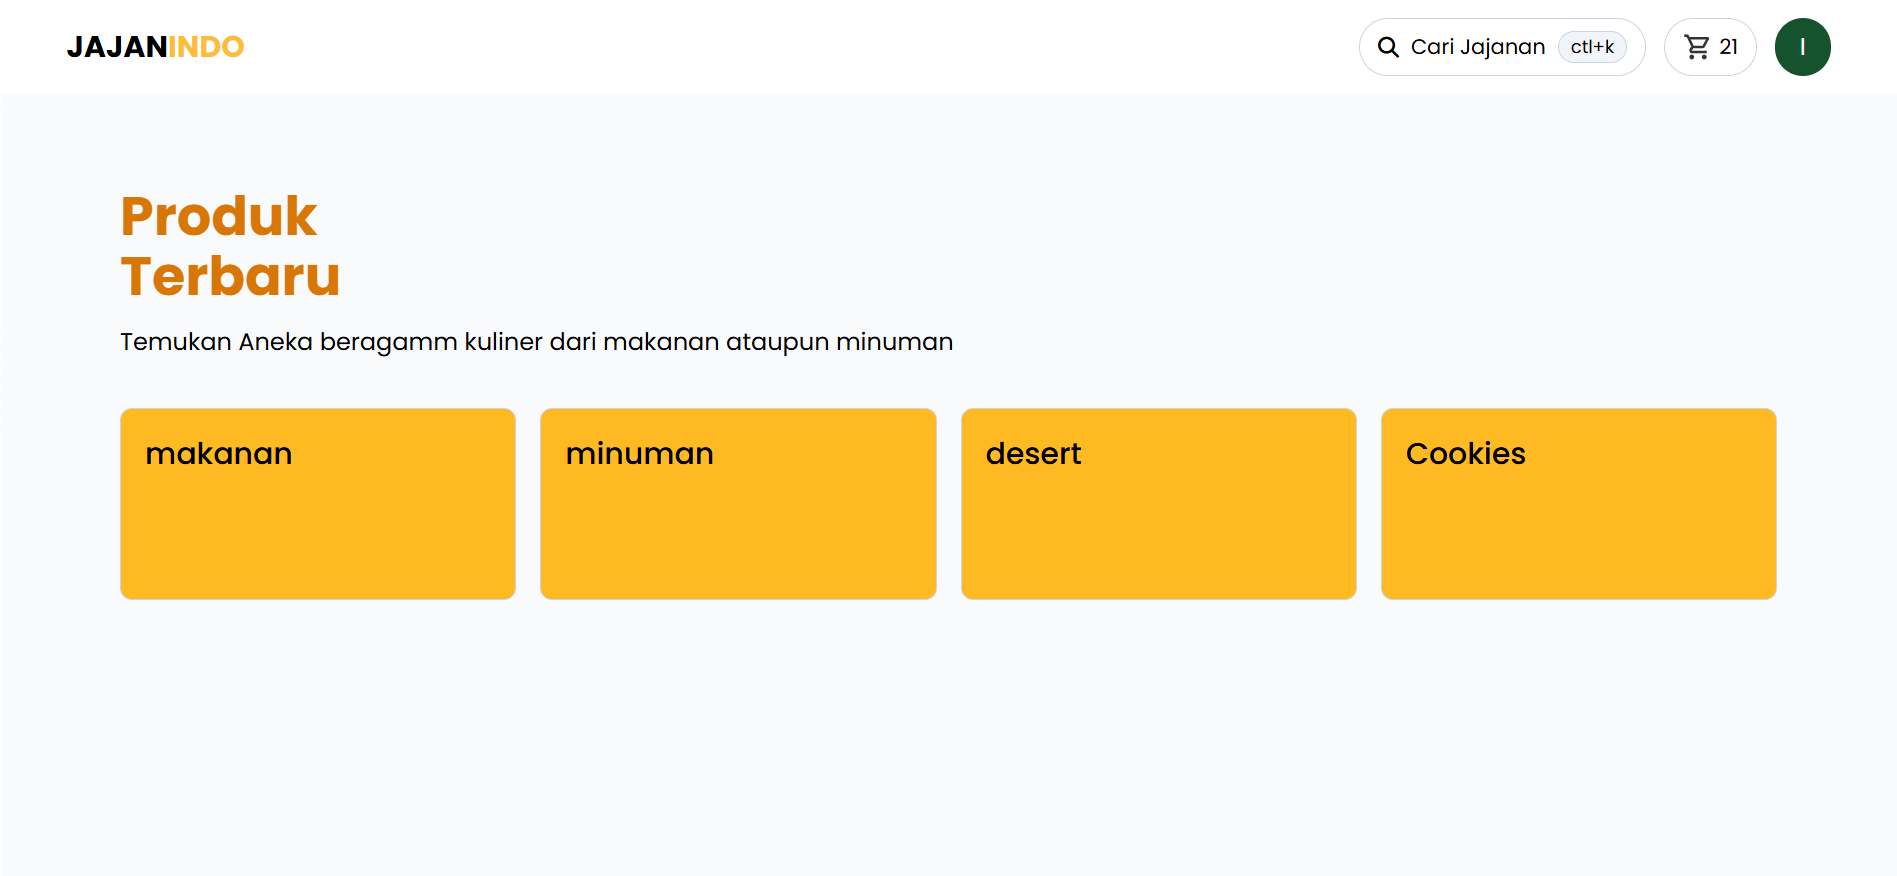 JAJANINDO
Cari Jajanan ctl+k
21
I
Produk
Terbaru
Temukan Aneka beragamm kuliner dari makanan ataupun minuman
makanan
minuman
desert
Cookies